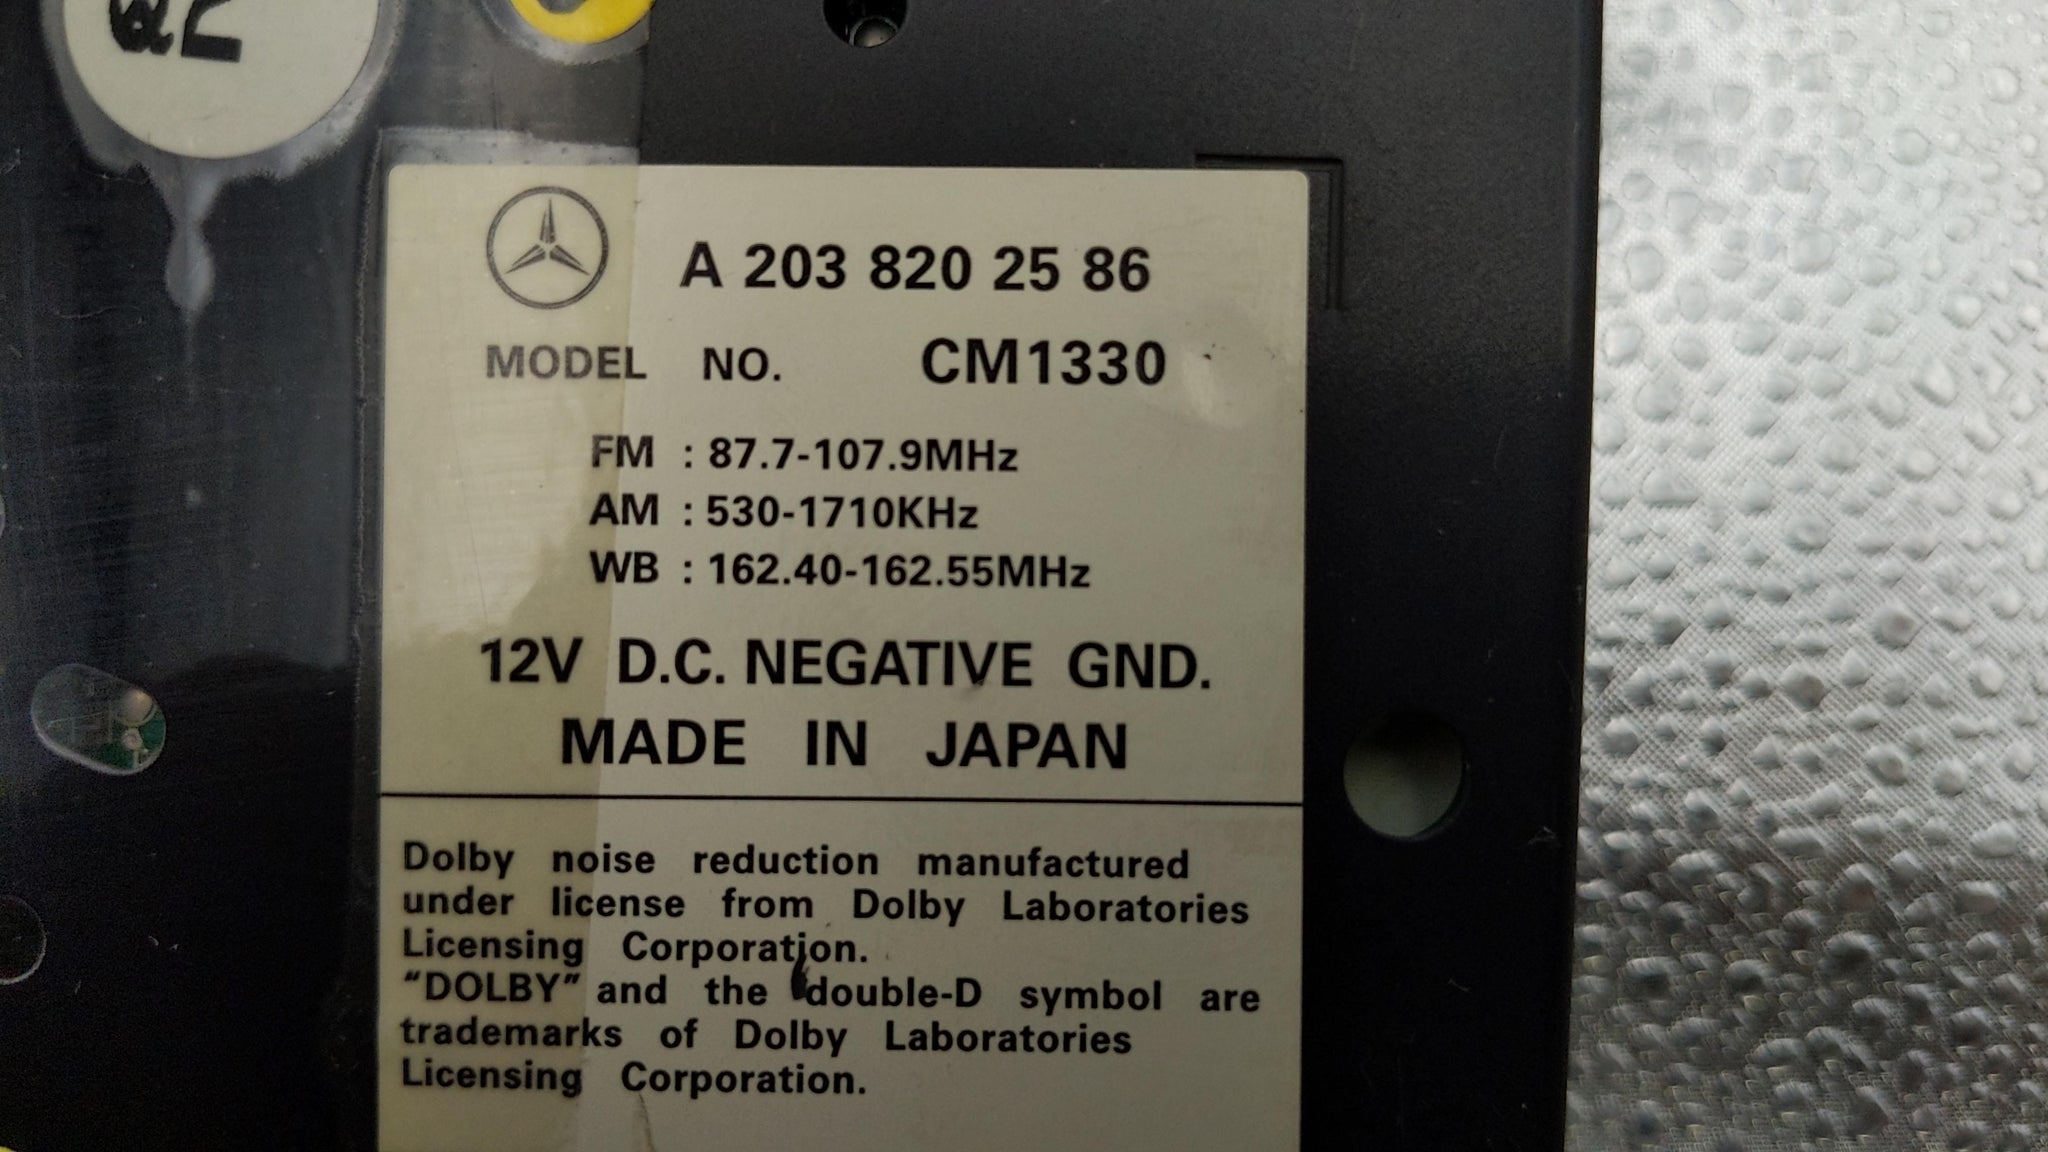 A 203 820 25 86
MODEL NO. CM1330
FM : 87.7-107.9MHz
AM : 530-1710KHz
WB : 162.40-162.55MHz
12V D.C. NEGATIVE GND.
MADE IN JAPAN
Dolby noise reduction manufactured
under license from Dolby Laboratories
Licensing Corporation.
“DOLBY” and the double-D symbol are
trademarks of Dolby Laboratories
Licensing Corporation.